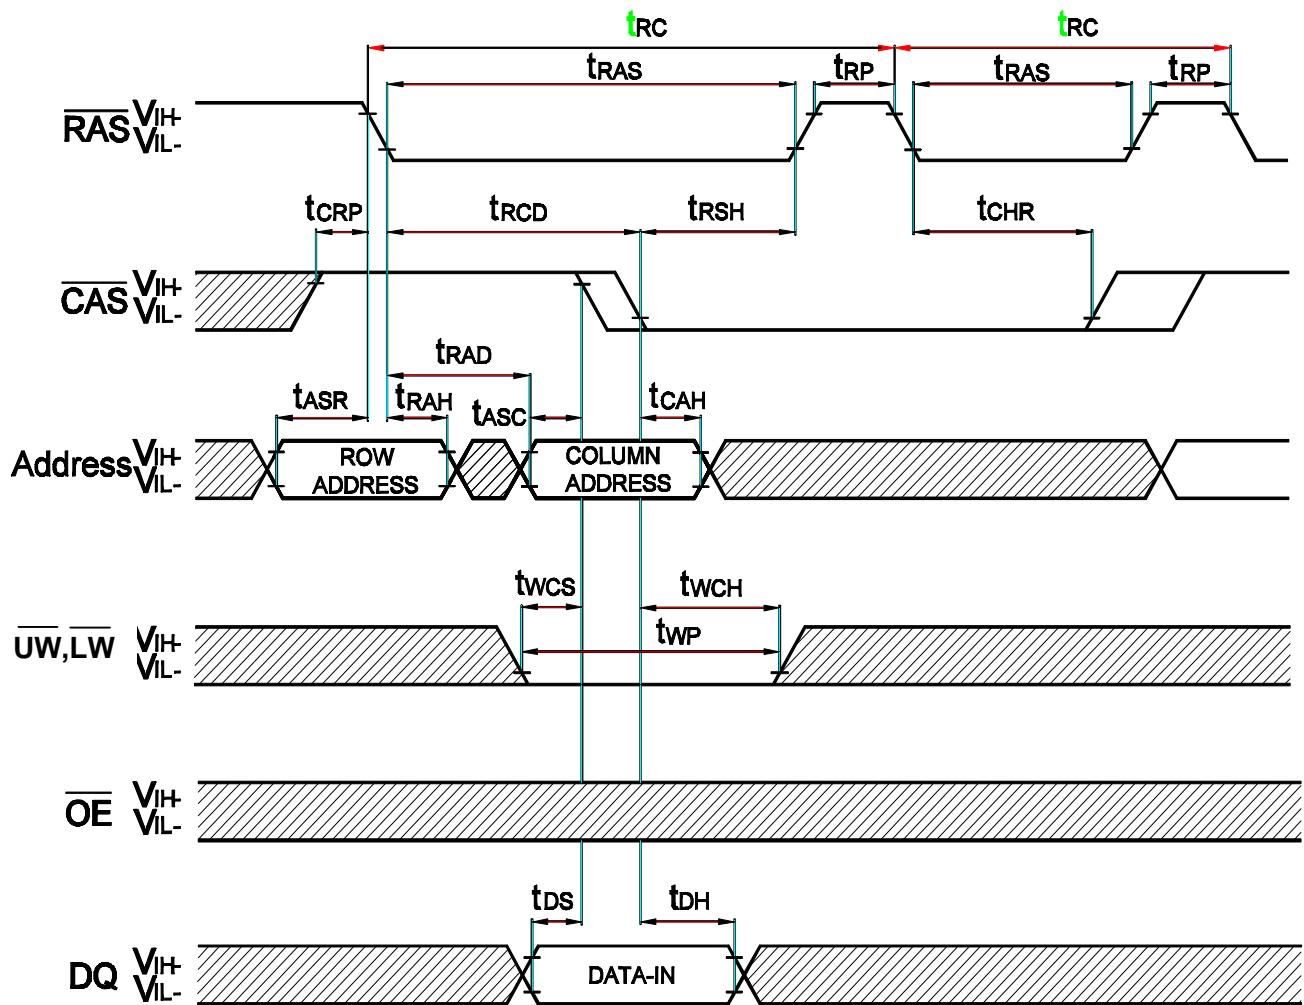 tRC tRC
tRAS tRP tRAS tRP
RAS VIH-
VIL-
tCRP tRCD tRSH tCHR
CAS VIH-
VIL-
tRAD
tASR tRAH tASC tCAH
Address VIH-
VIL-
ROW
ADDRESS
COLUMN
ADDRESS
tWCS tWCH
tWP
UW,LW VIH-
VIL-
OE VIH-
VIL-
tDS tDH
DQ VIH-
VIL-
DATA-IN